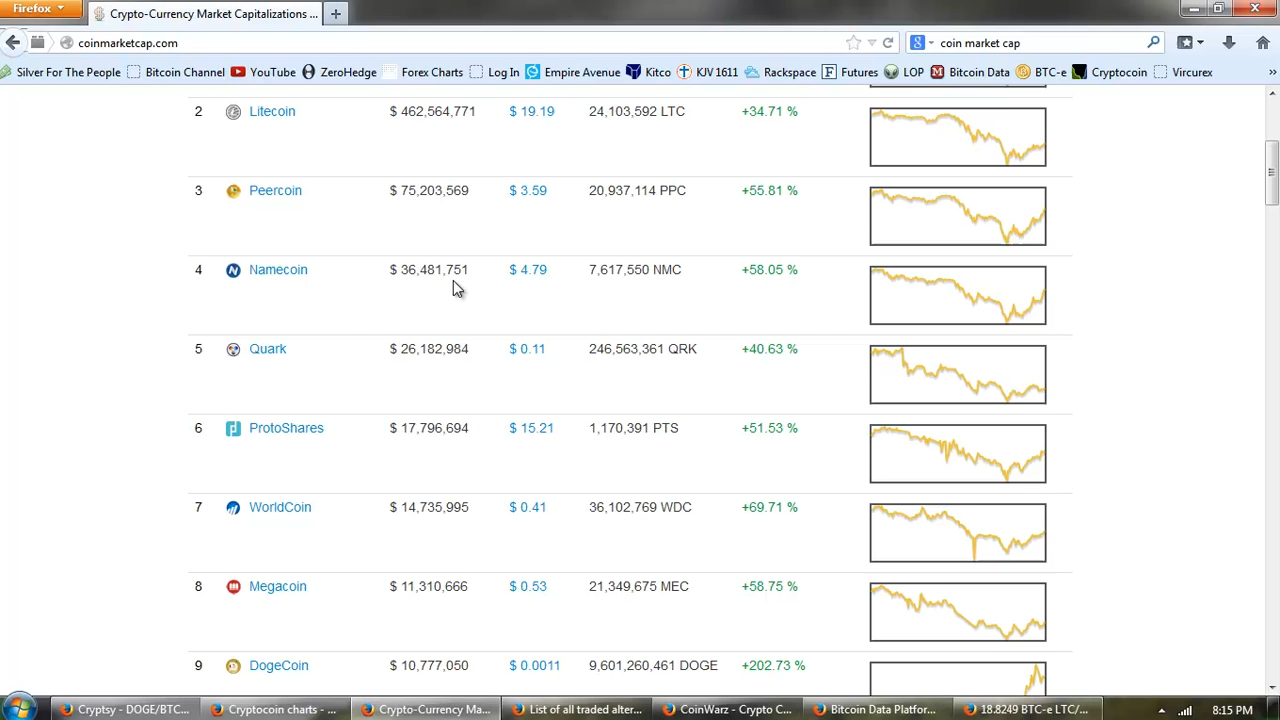 Firefox
Crypto-Currency Market Capitalizations ...
coinmarketcap.com
coin market cap
Silver For The People Bitcoin Channel YouTube ZeroHedge Forex Charts Log In Empire Avenue Kitco KJV 1611 Rackspace Futures LOP Bitcoin Data BTC-e Cryptocoin Vircurex »
2 Litecoin $ 462,564,771 $ 19.19 24,103,592 LTC +34.71 %
3 Peercoin $ 75,203,569 $ 3.59 20,937,114 PPC +55.81 %
4 Namecoin $ 36,481,751 $ 4.79 7,617,550 NMC +58.05 %
5 Quark $ 26,182,984 $ 0.11 246,563,361 QRK +40.63 %
6 ProtoShares $ 17,796,694 $ 15.21 1,170,391 PTS +51.53 %
7 WorldCoin $ 14,735,995 $ 0.41 36,102,769 WDC +69.71 %
8 Megacoin $ 11,310,666 $ 0.53 21,349,675 MEC +58.75 %
9 DogeCoin $ 10,777,050 $ 0.0011 9,601,260,461 DOGE +202.73 %
Cryptsy - DOGE/BTC... Cryptocoin charts - ... Crypto-Currency Ma... List of all traded alter... CoinWarz - Crypto C... Bitcoin Data Platfor... 18.8249 BTC-e LTC/... 8:15 PM